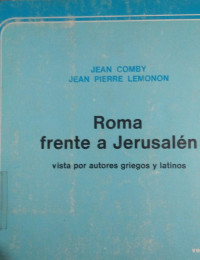 JEAN COMBY
JEAN PIERRE LEMONON
Roma
frente a Jerusalén
vista por autores griegos y latinos